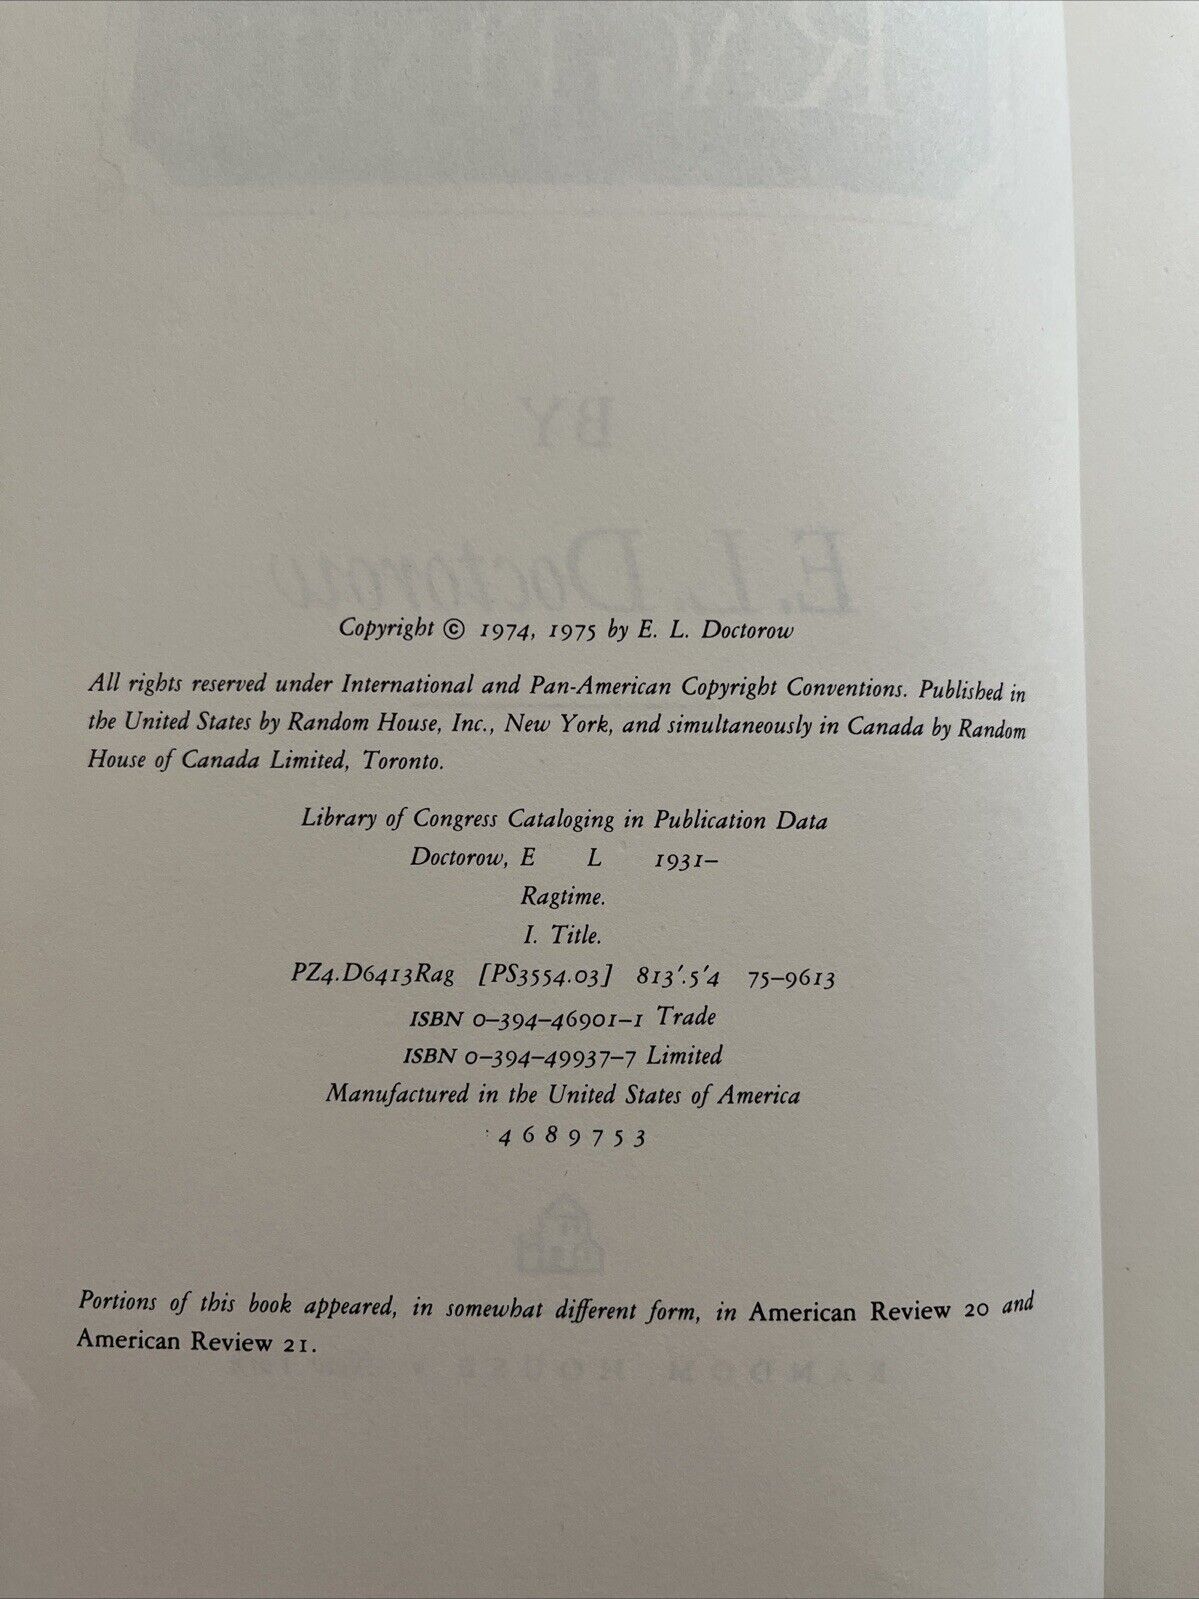 BY
E. L. Doctorow
Copyright © 1974, 1975 by E. L. Doctorow
All rights reserved under International and Pan-American Copyright Conventions. Published in
the United States by Random House, Inc., New York, and simultaneously in Canada by Random
House of Canada Limited, Toronto.
Library of Congress Cataloging in Publication Data
Doctorow, E L 1931–
Ragtime.
I. Title.
PZ4.D6413Rag [PS3554.03] 813'.5'4 75–9613
ISBN 0–394–46901–1 Trade
ISBN 0–394–49937–7 Limited
Manufactured in the United States of America
4 6 8 9 7 5 3
Portions of this book appeared, in somewhat different form, in American Review 20 and
American Review 21.
RANDOM HOUSE